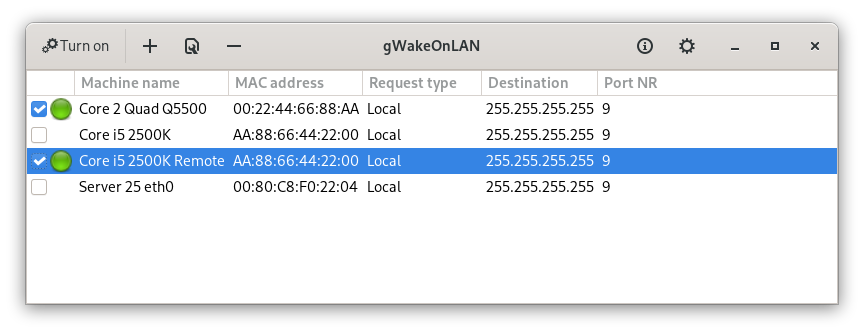 Turn on gWakeOnLAN
Machine name MAC address Request type Destination Port NR
Core 2 Quad Q5500 00:22:44:66:88:AA Local 255.255.255.255 9
Core i5 2500K AA:88:66:44:22:00 Local 255.255.255.255 9
Core i5 2500K Remote AA:88:66:44:22:00 Local 255.255.255.255 9
Server 25 eth0 00:80:C8:F0:22:04 Local 255.255.255.255 9